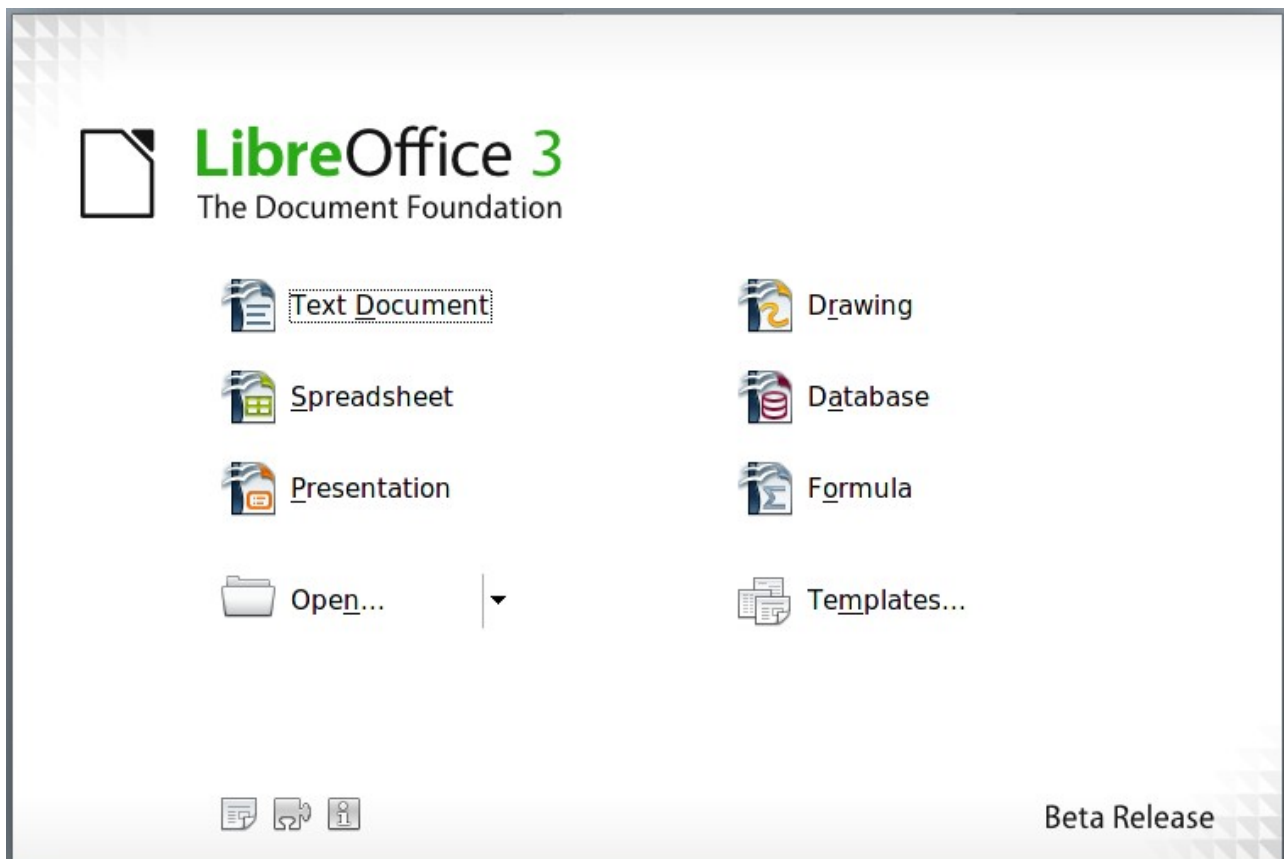 LibreOffice 3
The Document Foundation
Text Document
Drawing
Spreadsheet
Database
Presentation
Formula
Open...
Templates...
Beta Release